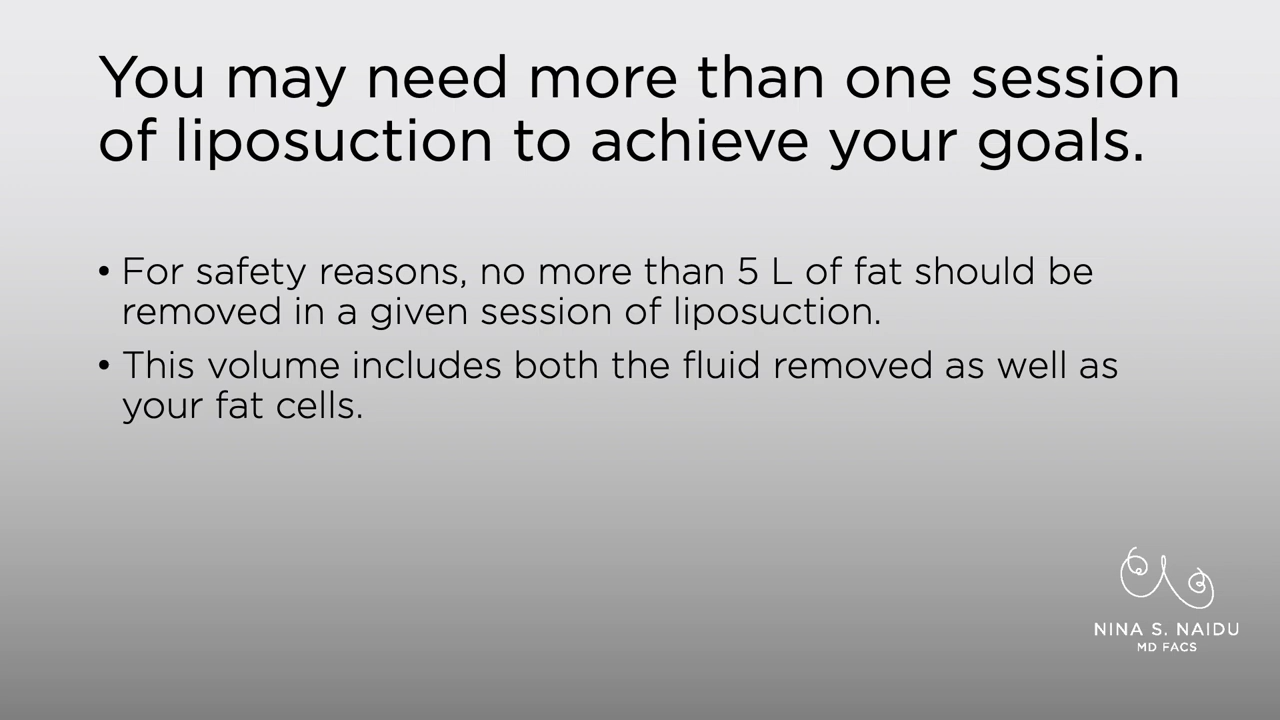 You may need more than one session
of liposuction to achieve your goals.
• For safety reasons, no more than 5 L of fat should be
removed in a given session of liposuction.
• This volume includes both the fluid removed as well as
your fat cells.
NINA S. NAIDU
MD FACS